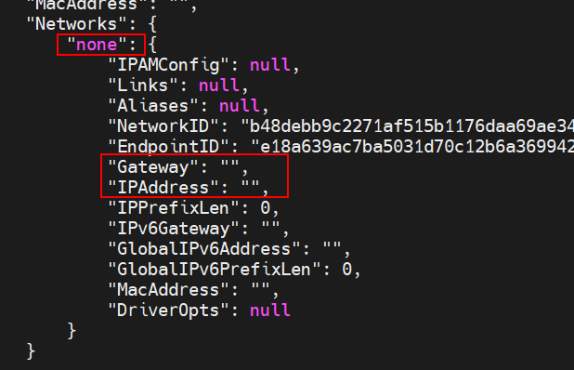 "MacAddress": "",
"Networks": {
"none": {
"IPAMConfig": null,
"Links": null,
"Aliases": null,
"NetworkID": "b48debb9c2271af515b1176daa69ae34
"EndpointID": "e18a639ac7ba5031d70c12b6a369942
"Gateway": "",
"IPAddress": "",
"IPPrefixLen": 0,
"IPv6Gateway": "",
"GlobalIPv6Address": "",
"GlobalIPv6PrefixLen": 0,
"MacAddress": "",
"DriverOpts": null
}
}